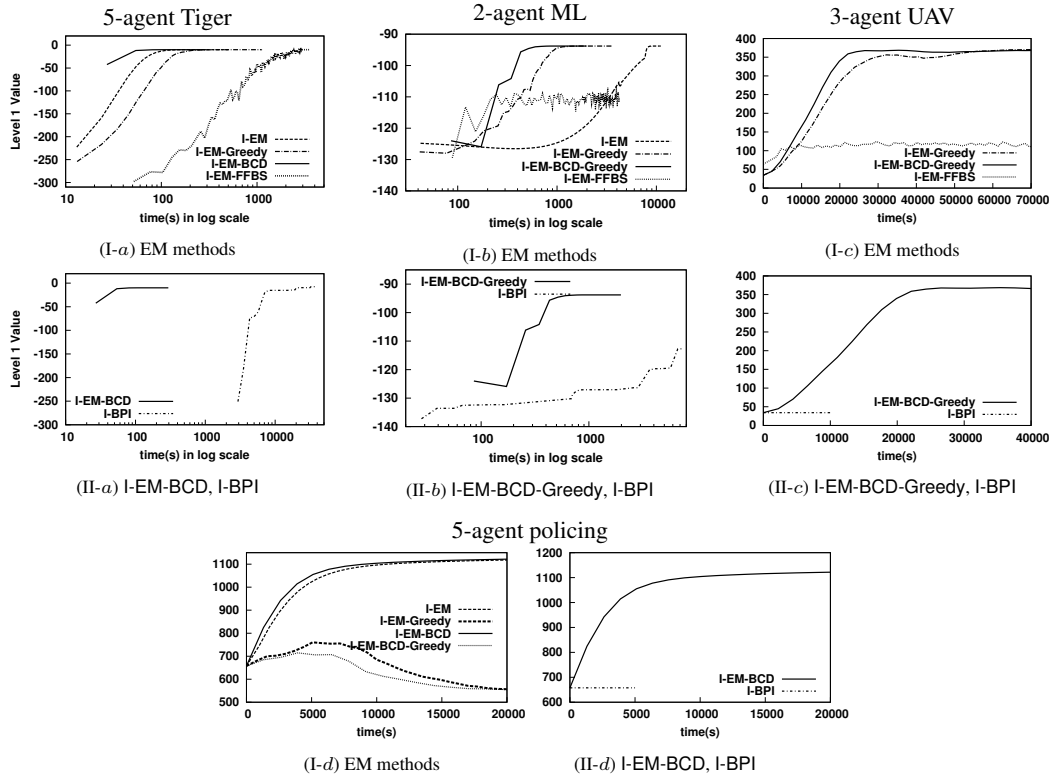 5-agent Tiger
2-agent ML
3-agent UAV
Level 1 Value
0
-50
-100
-150
-200
-250
-300
10
100
1000
time(s) in log scale
I-EM
I-EM-Greedy
I-EM-BCD
I-EM-FFBS
(I-a) EM methods
-90
-100
-110
-120
-130
-140
100
1000
10000
time(s) in log scale
I-EM
I-EM-Greedy
I-EM-BCD-Greedy
I-EM-FFBS
(I-b) EM methods
400
350
300
250
200
150
100
50
0
0 10000 20000 30000 40000 50000 60000 70000
time(s)
I-EM-Greedy
I-EM-BCD-Greedy
I-EM-FFBS
(I-c) EM methods
Level 1 Value
0
-50
-100
-150
-200
-250
-300
10
100
1000
10000
time(s) in log scale
I-EM-BCD
I-BPI
(II-a) I-EM-BCD, I-BPI
-90
-100
-110
-120
-130
-140
100
1000
time(s) in log scale
I-EM-BCD-Greedy
I-BPI
(II-b) I-EM-BCD-Greedy, I-BPI
400
350
300
250
200
150
100
50
0
0 10000 20000 30000 40000
time(s)
I-EM-BCD-Greedy
I-BPI
(II-c) I-EM-BCD-Greedy, I-BPI
5-agent policing
1100
1000
900
800
700
600
500
0 5000 10000 15000 20000
time(s)
I-EM
I-EM-Greedy
I-EM-BCD
I-EM-BCD-Greedy
(I-d) EM methods
1200
1100
1000
900
800
700
600
0 5000 10000 15000 20000
time(s)
I-EM-BCD
I-BPI
(II-d) I-EM-BCD, I-BPI